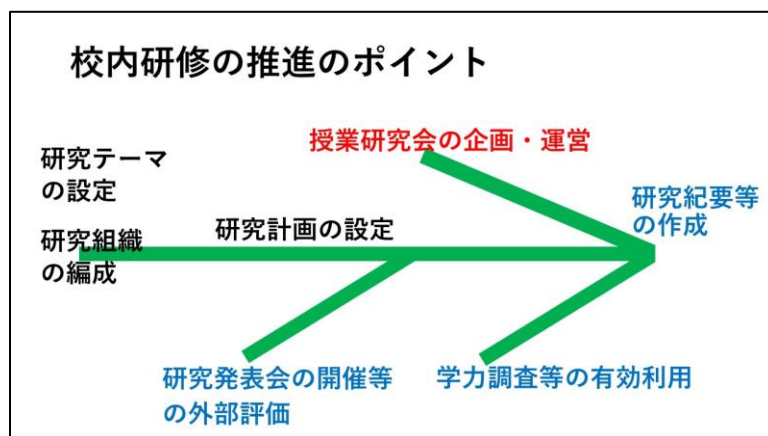 校内研修の推進のポイント
授業研究会の企画・運営
研究テーマ
の設定
研究紀要等
の作成
研究組織
の編成
研究計画の設定
研究発表会の開催等
の外部評価
学力調査等の有効利用